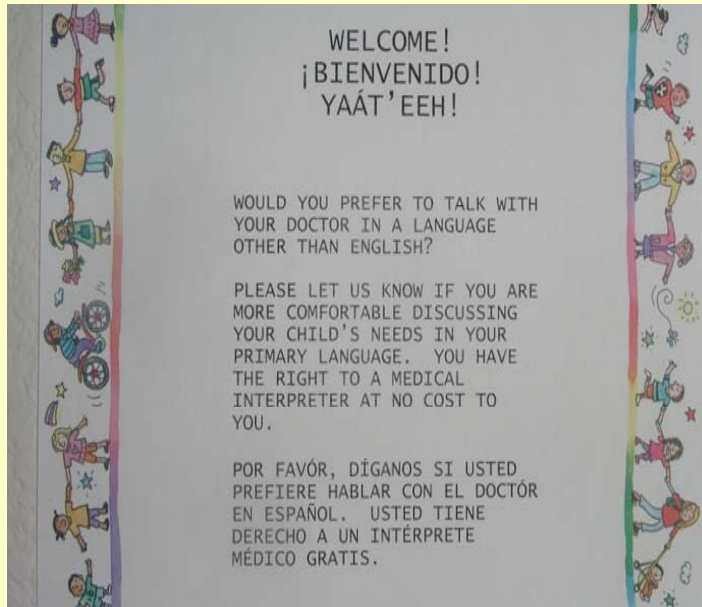 WELCOME!
¡BIENVENIDO!
YAÁT'EEH!
WOULD YOU PREFER TO TALK WITH
YOUR DOCTOR IN A LANGUAGE
OTHER THAN ENGLISH?
PLEASE LET US KNOW IF YOU ARE
MORE COMFORTABLE DISCUSSING
YOUR CHILD'S NEEDS IN YOUR
PRIMARY LANGUAGE. YOU HAVE
THE RIGHT TO A MEDICAL
INTERPRETER AT NO COST TO
YOU.
POR FAVÓR, DÍGANOS SI USTED
PREFIERE HABLAR CON EL DOCTÓR
EN ESPAÑOL. USTED TIENE
DERECHO A UN INTÉRPRETE
MÉDICO GRATIS.